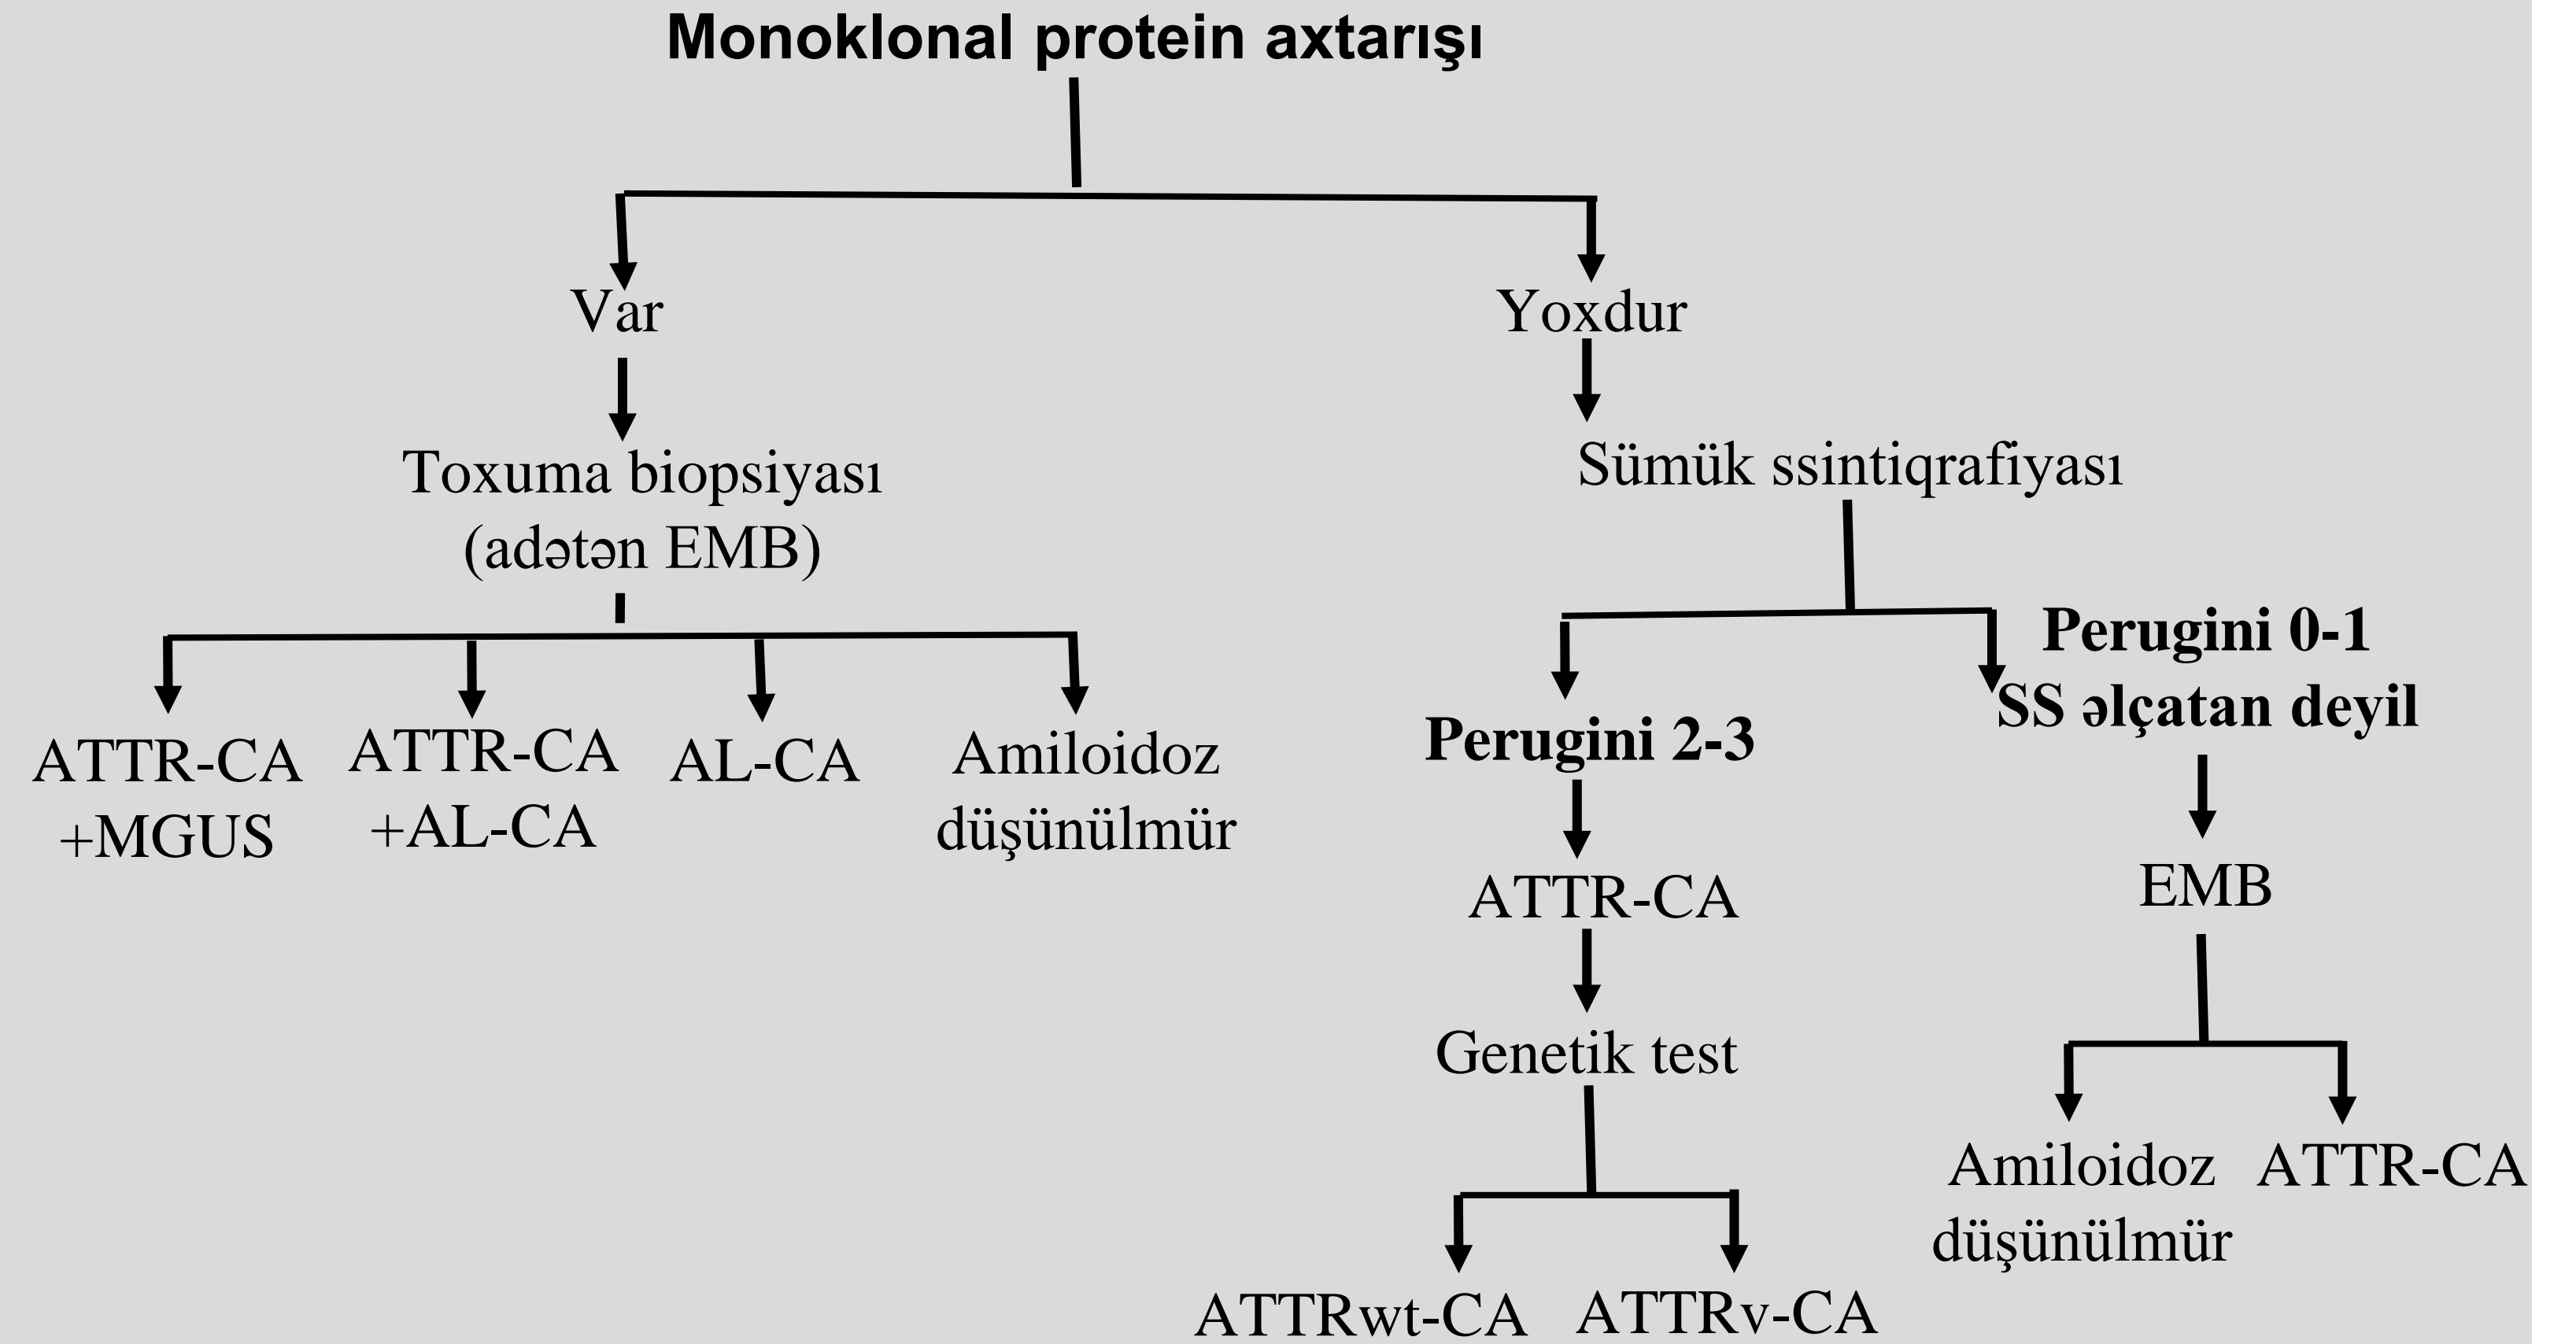 Monoklonal protein axtarışı
Var
Yoxdur
Toxuma biopsiyası
(adətən EMB)
Sümük ssintiqrafiyası
ATTR-CA
+MGUS
ATTR-CA
+AL-CA
AL-CA
Amiloidoz
düşünülmür
Perugini 2-3
Perugini 0-1
SS əlçatan deyil
ATTR-CA
EMB
Genetik test
Amiloidoz
düşünülmür
ATTR-CA
ATTRwt-CA
ATTRv-CA